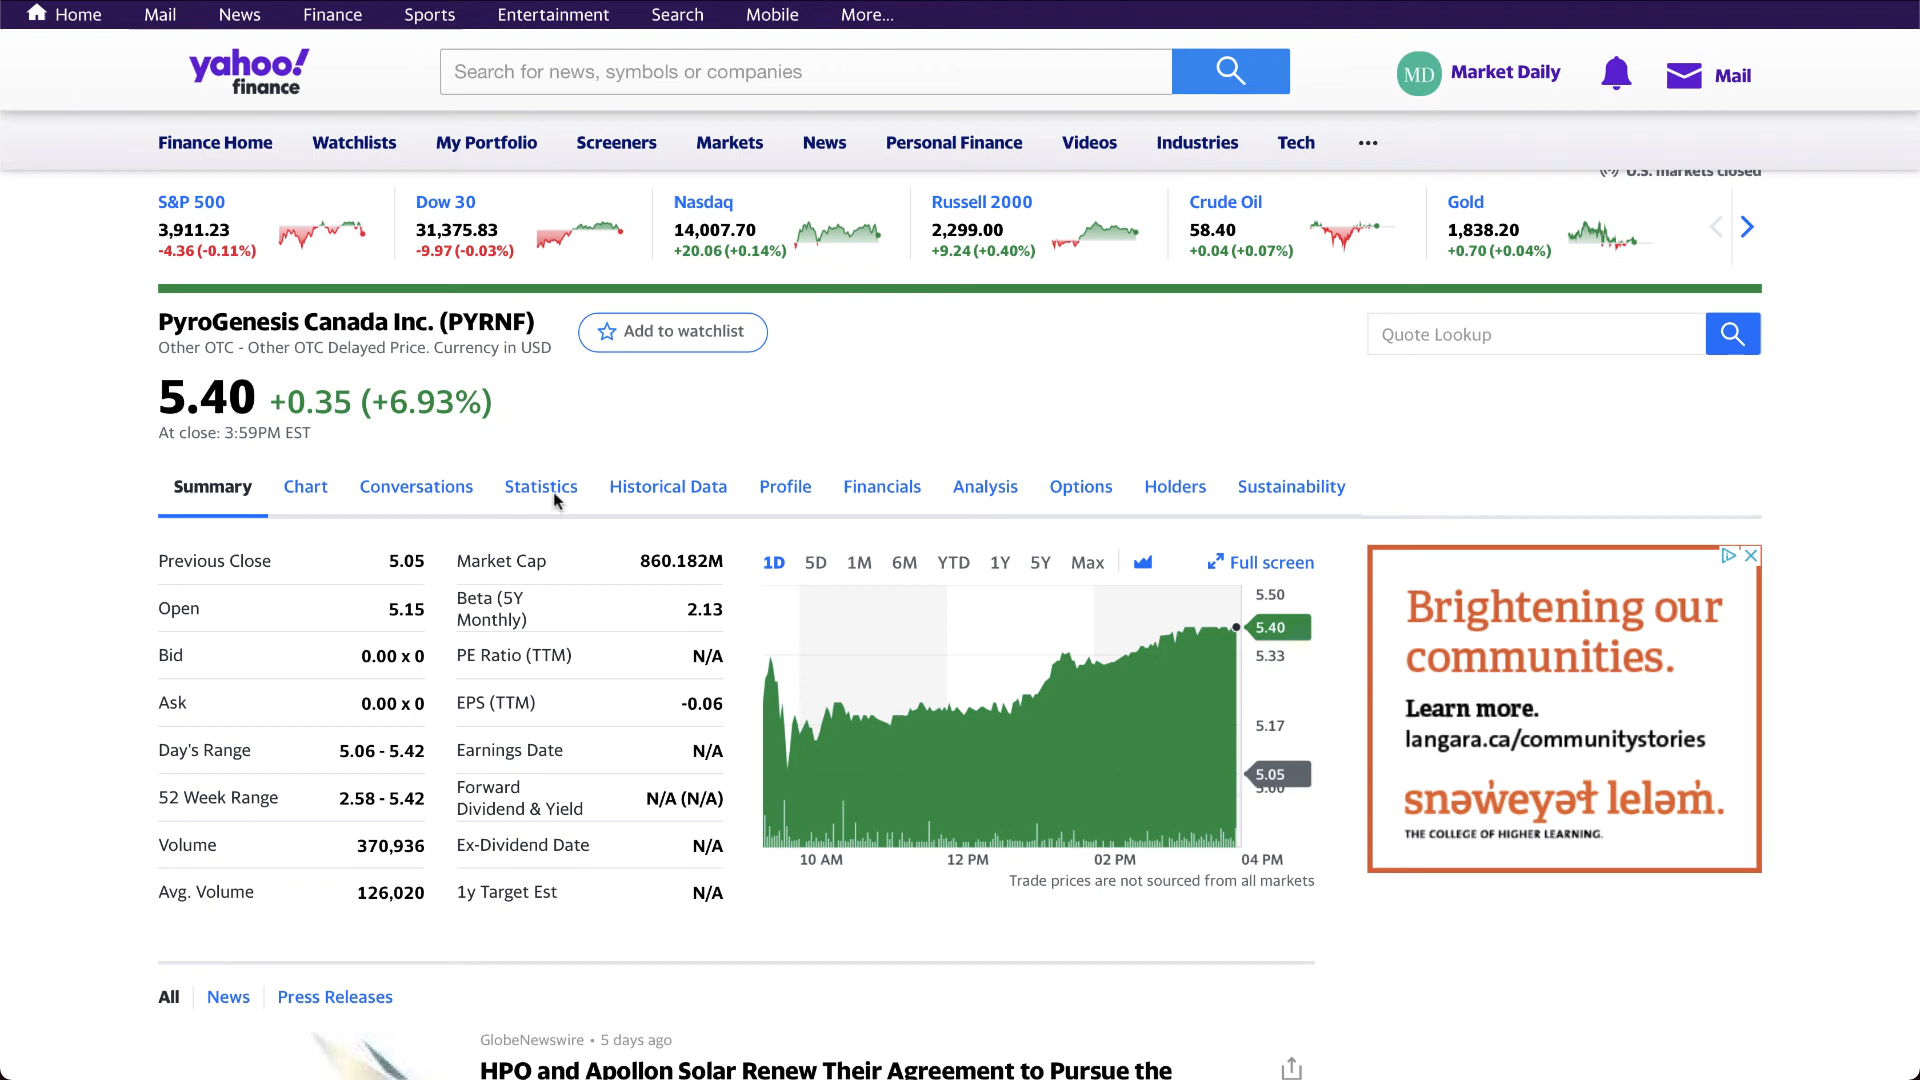 Home Mail News Finance Sports Entertainment Search Mobile More...
yahoo!
finance
Search for news, symbols or companies
MD Market Daily Mail
Finance Home Watchlists My Portfolio Screeners Markets News Personal Finance Videos Industries Tech ...
U.S. markets closed
S&P 500 Dow 30 Nasdaq Russell 2000 Crude Oil Gold
3,911.23 31,375.83 14,007.70 2,299.00 58.40 1,838.20
-4.36 (-0.11%) -9.97 (-0.03%) +20.06 (+0.14%) +9.24 (+0.40%) +0.04 (+0.07%) +0.70 (+0.04%)
PyroGenesis Canada Inc. (PYRNF)
Other OTC - Other OTC Delayed Price. Currency in USD
Add to watchlist
Quote Lookup
5.40 +0.35 (+6.93%)
At close: 3:59PM EST
Summary Chart Conversations Statistics Historical Data Profile Financials Analysis Options Holders Sustainability
Previous Close 5.05
Open 5.15
Bid 0.00 x 0
Ask 0.00 x 0
Day's Range 5.06 - 5.42
52 Week Range 2.58 - 5.42
Volume 370,936
Avg. Volume 126,020
Market Cap 860.182M
Beta (5Y
Monthly) 2.13
PE Ratio (TTM) N/A
EPS (TTM) -0.06
Earnings Date N/A
Forward
Dividend & Yield N/A (N/A)
Ex-Dividend Date N/A
1y Target Est N/A
1D 5D 1M 6M YTD 1Y 5Y Max Full screen
5.50
5.40
5.33
5.17
5.05
5.00
10 AM 12 PM 02 PM 04 PM
Trade prices are not sourced from all markets
Brightening our
communities.
Learn more.
langara.ca/communitystories
snəw̓eyəɬ leləm̓.
THE COLLEGE OF HIGHER LEARNING.
All News Press Releases
GlobeNewswire • 5 days ago
HPQ and Apollon Solar Renew Their Agreement to Pursue the